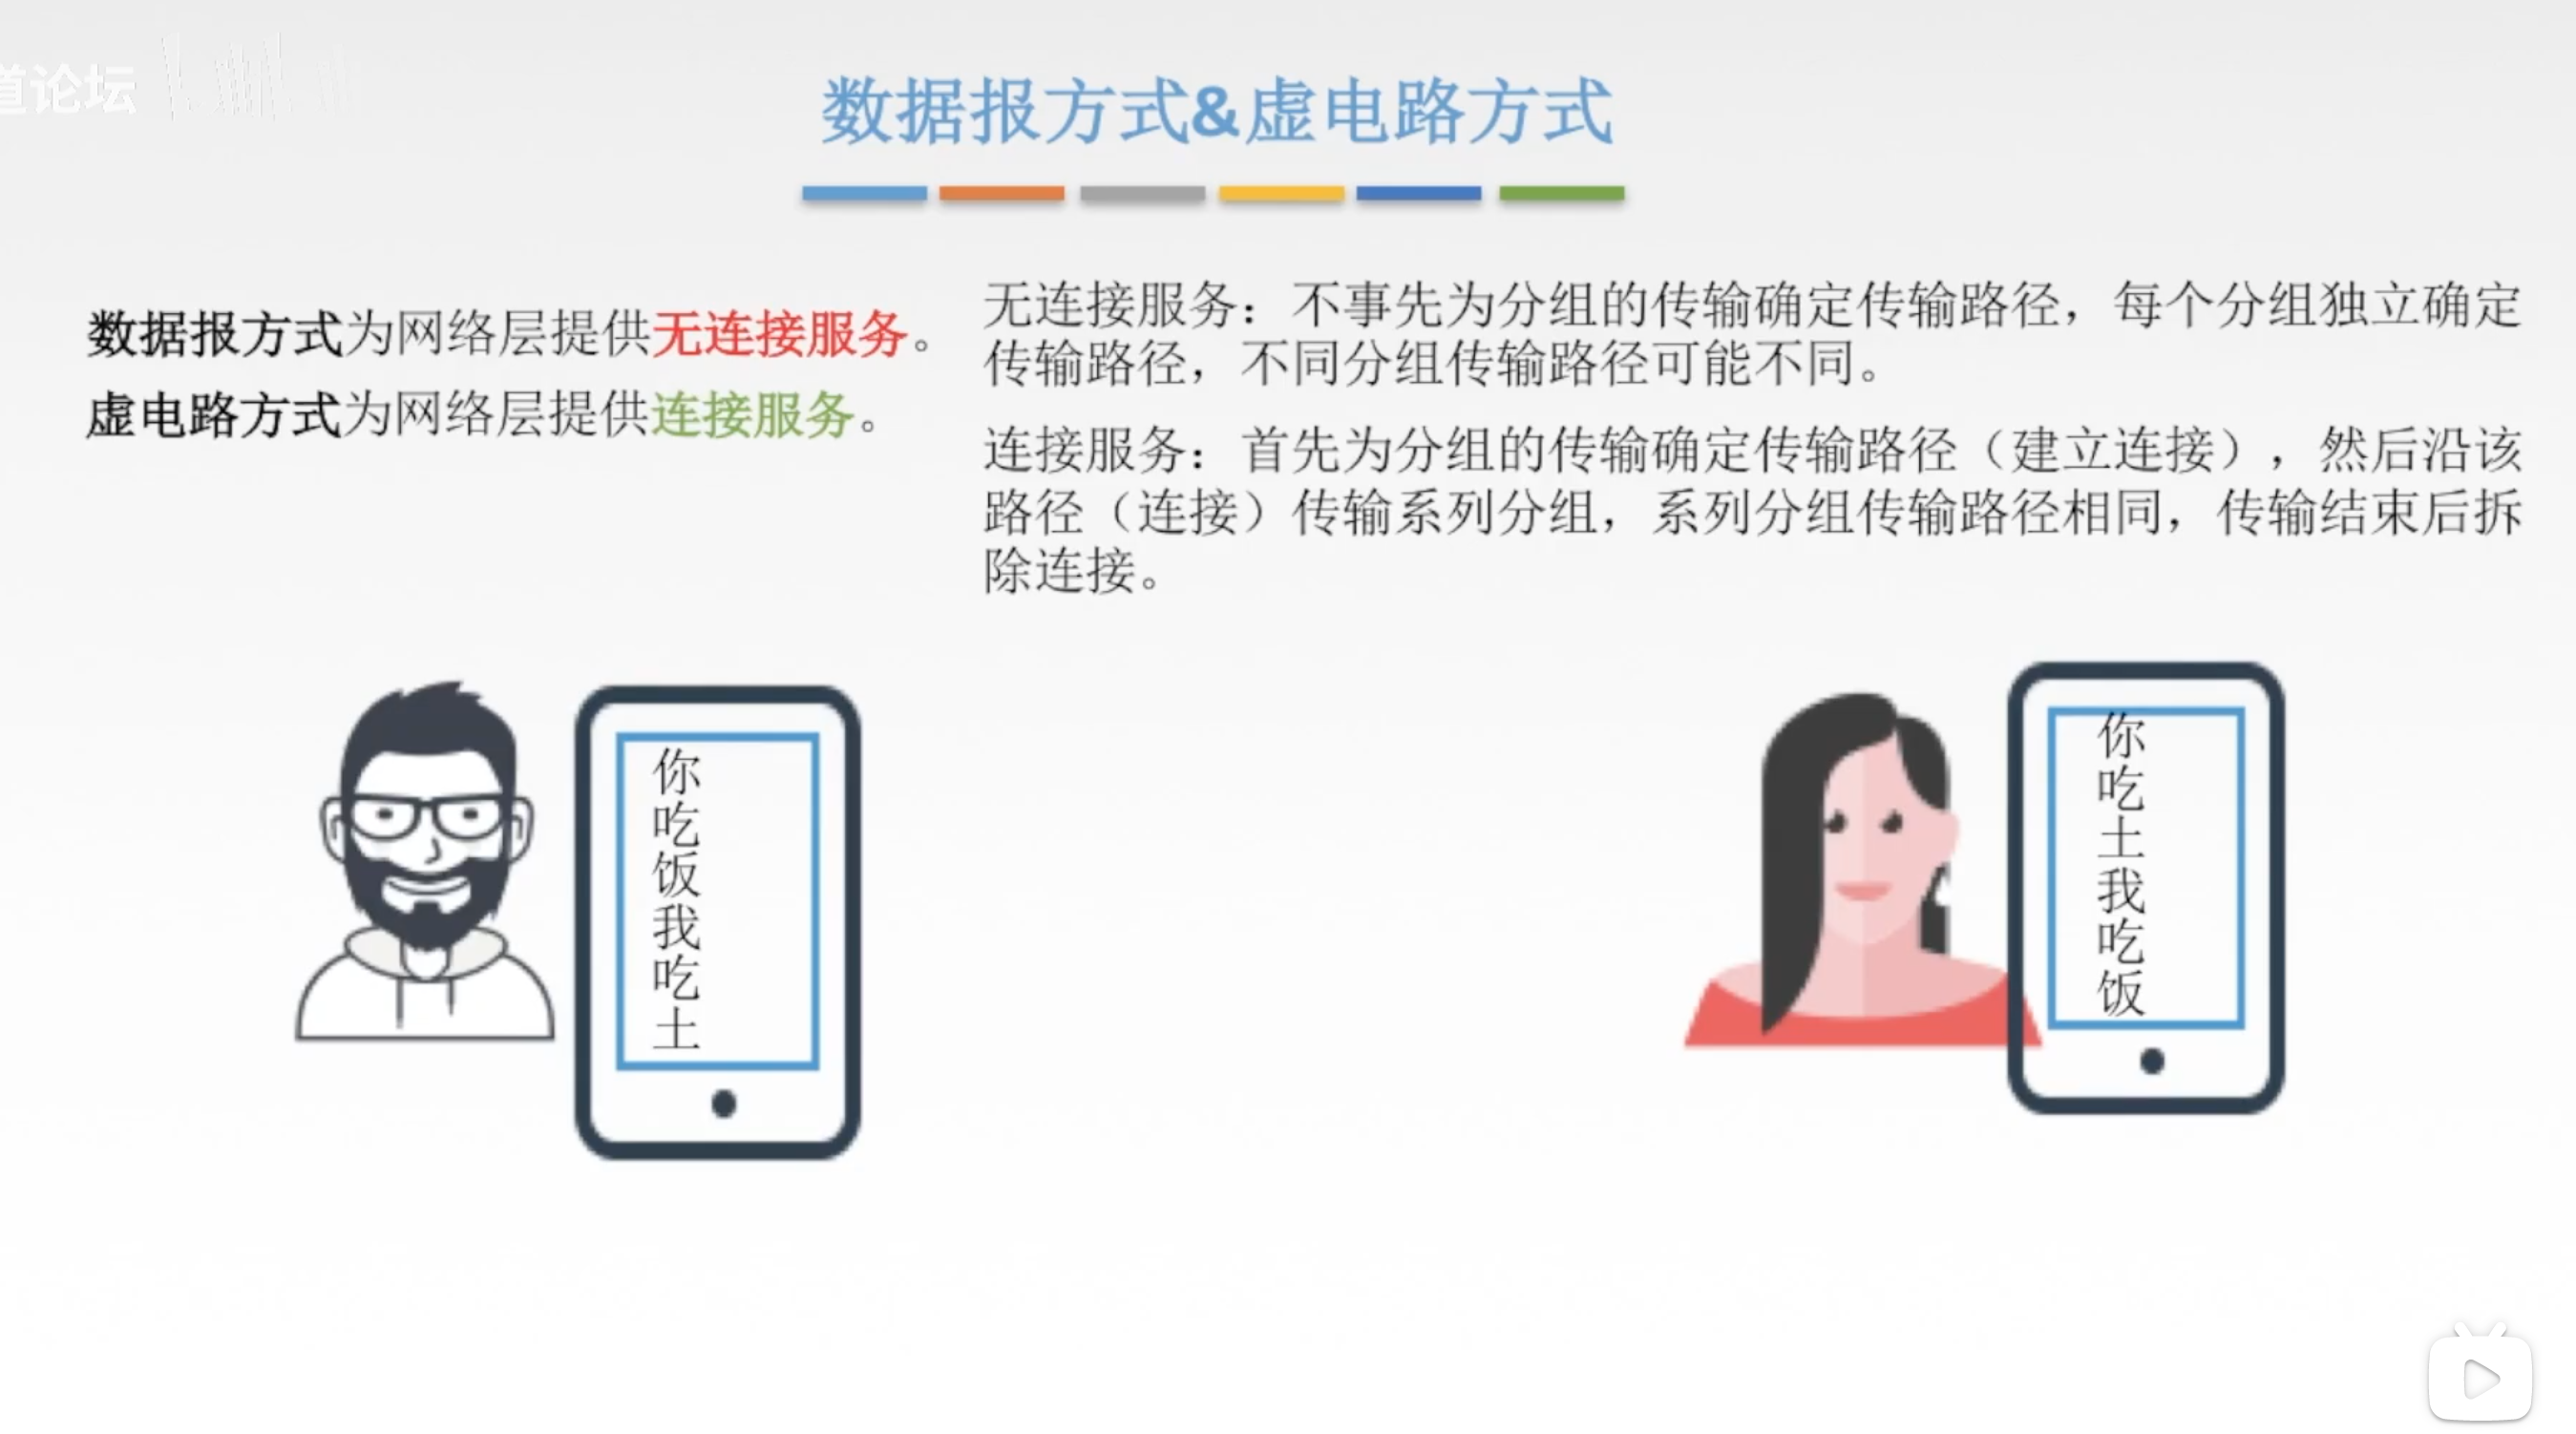 道论坛
数据报方式&虚电路方式
数据报方式为网络层提供无连接服务。
虚电路方式为网络层提供连接服务。
无连接服务：不事先为分组的传输确定传输路径，每个分组独立确定
传输路径，不同分组传输路径可能不同。
连接服务：首先为分组的传输确定传输路径（建立连接），然后沿该
路径（连接）传输系列分组，系列分组传输路径相同，传输结束后拆
除连接。
你吃饭我吃土
你吃土我吃饭